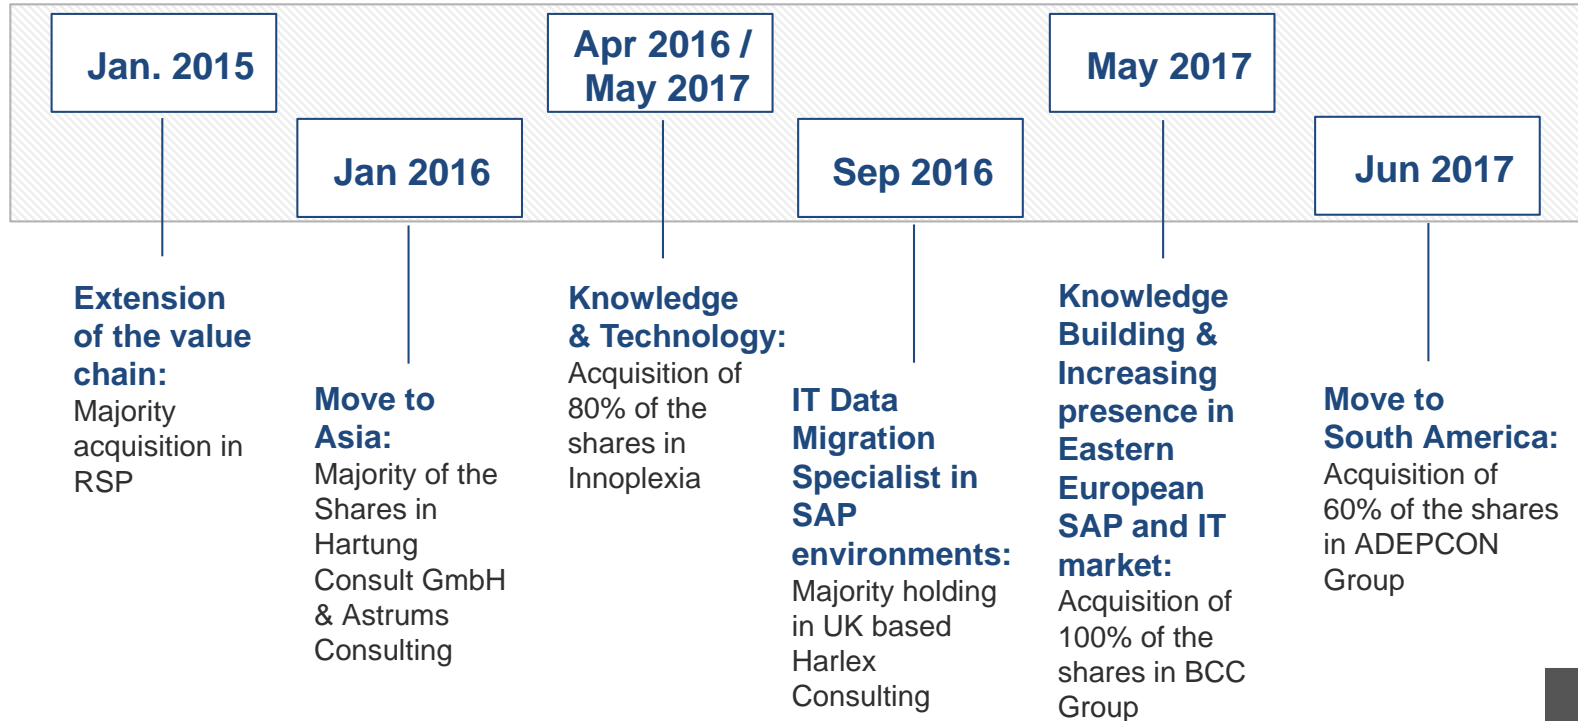 Jan. 2015
Extension
of the value
chain:
Majority
acquisition in
RSP
Jan 2016
Move to
Asia:
Majority of the
Shares in
Hartung
Consult GmbH
& Astrums
Consulting
Apr 2016 /
May 2017
Knowledge
& Technology:
Acquisition of
80% of the
shares in
Innoplexia
Sep 2016
IT Data
Migration
Specialist in
SAP
environments:
Majority holding
in UK based
Harlex
Consulting
May 2017
Knowledge
Building &
Increasing
presence in
Eastern
European
SAP and IT
market:
Acquisition of
100% of the
shares in BCC
Group
Jun 2017
Move to
South America:
Acquisition of
60% of the shares
in ADEPCON
Group